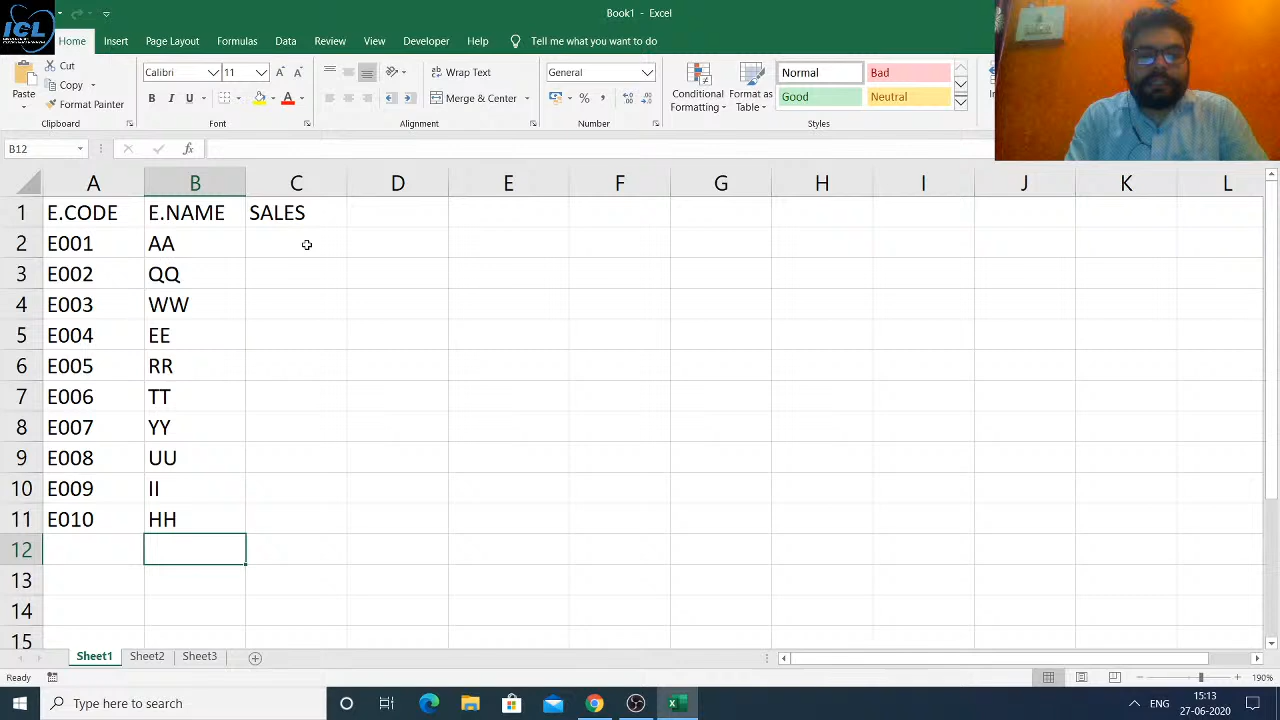 ICL
Book1 - Excel
Home Insert Page Layout Formulas Data Review View Developer Help Tell me what you want to do
Cut
Copy
Format Painter
Paste
Clipboard
Calibri 11
B I U
Font
Wrap Text
Merge & Center
Alignment
General
Number
Conditional Formatting
Format as Table
Normal Bad
Good Neutral
Styles
B12 fx
A B C D E F G H I J K L
1 E.CODE E.NAME SALES
2 E001 AA
3 E002 QQ
4 E003 WW
5 E004 EE
6 E005 RR
7 E006 TT
8 E007 YY
9 E008 UU
10 E009 II
11 E010 HH
12
13
14
15
Sheet1 Sheet2 Sheet3
Ready 190%
Type here to search
ENG
15:13
27-06-2020